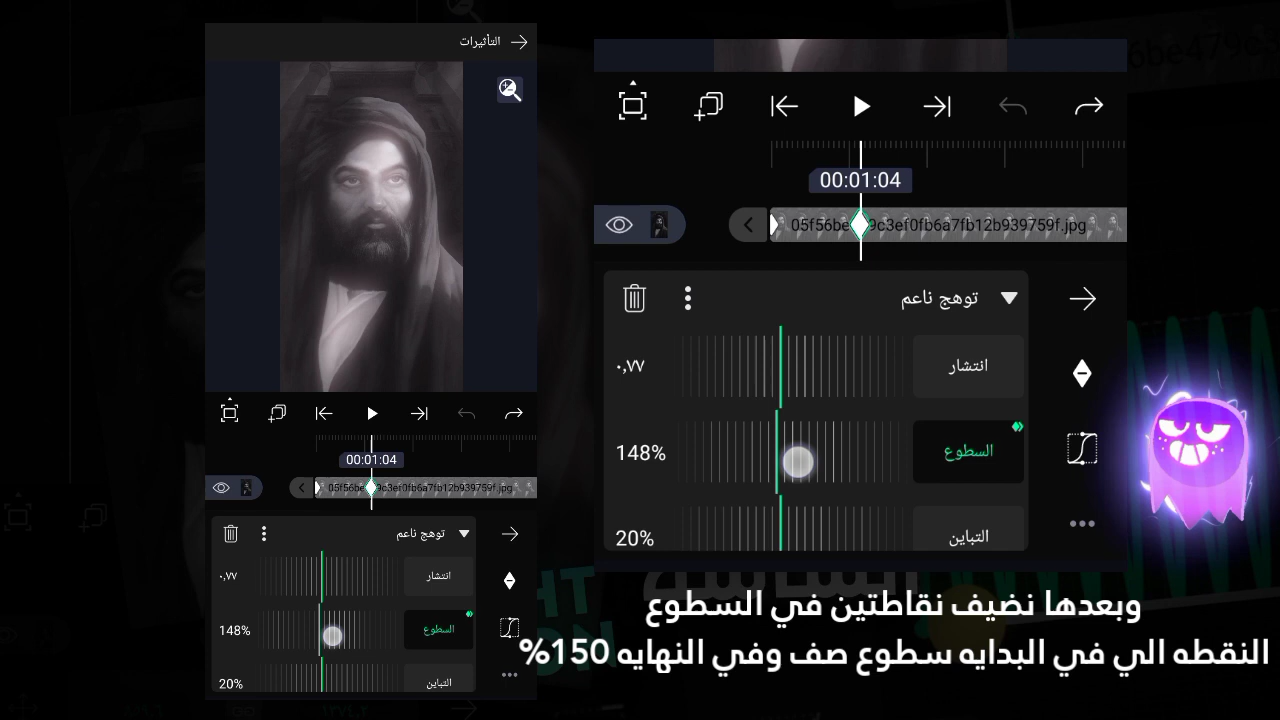 التأثيرات
00:01:04
05f56be 9c3ef0fb6a7fb12b939759f.jpg
توهج ناعم
انتشار
٠,٧٧
السطوع
148%
التباين
20%
00:01:04
05f56be 9c3ef0fb6a7fb12b939759f.jpg
توهج ناعم
انتشار
٠,٧٧
السطوع
148%
التباين
20%
وبعدها نضيف نقاطتين في السطوع
النقطه الي في البدايه سطوع صف وفي النهايه 150%